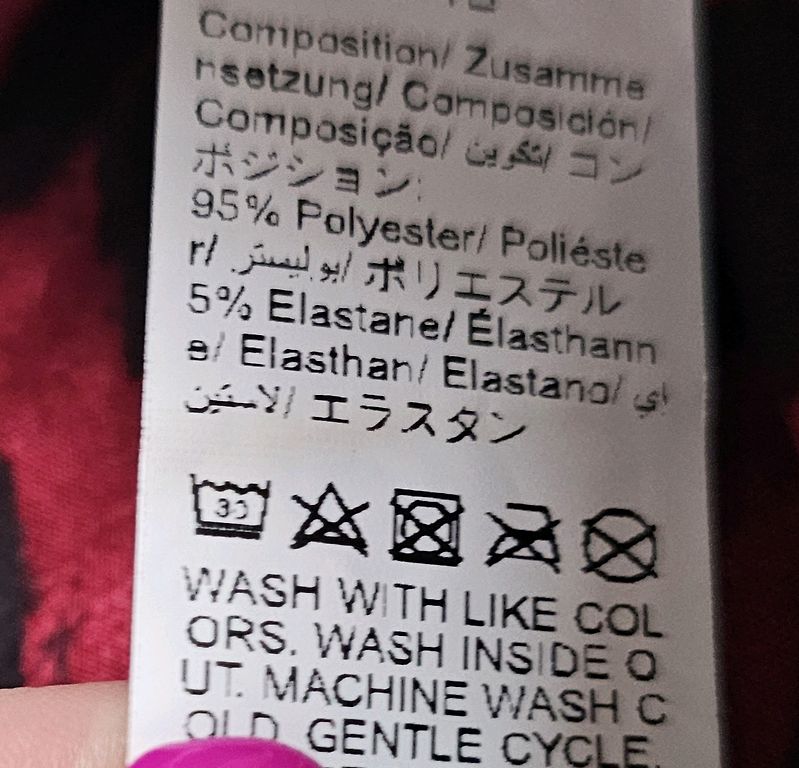 Composition/ Zusamme
nsetzung/ Composición/
Composição/ تكوين/ コン
ポジション:
95% Polyester/ Poliéste
r/ بوليستر/ ポリエステル
5% Elastane/ Élasthann
e/ Elasthan/ Elastano/ إي
لاستين/ エラスタン
30
WASH WITH LIKE COL
ORS. WASH INSIDE O
UT. MACHINE WASH C
OLD. GENTLE CYCLE.